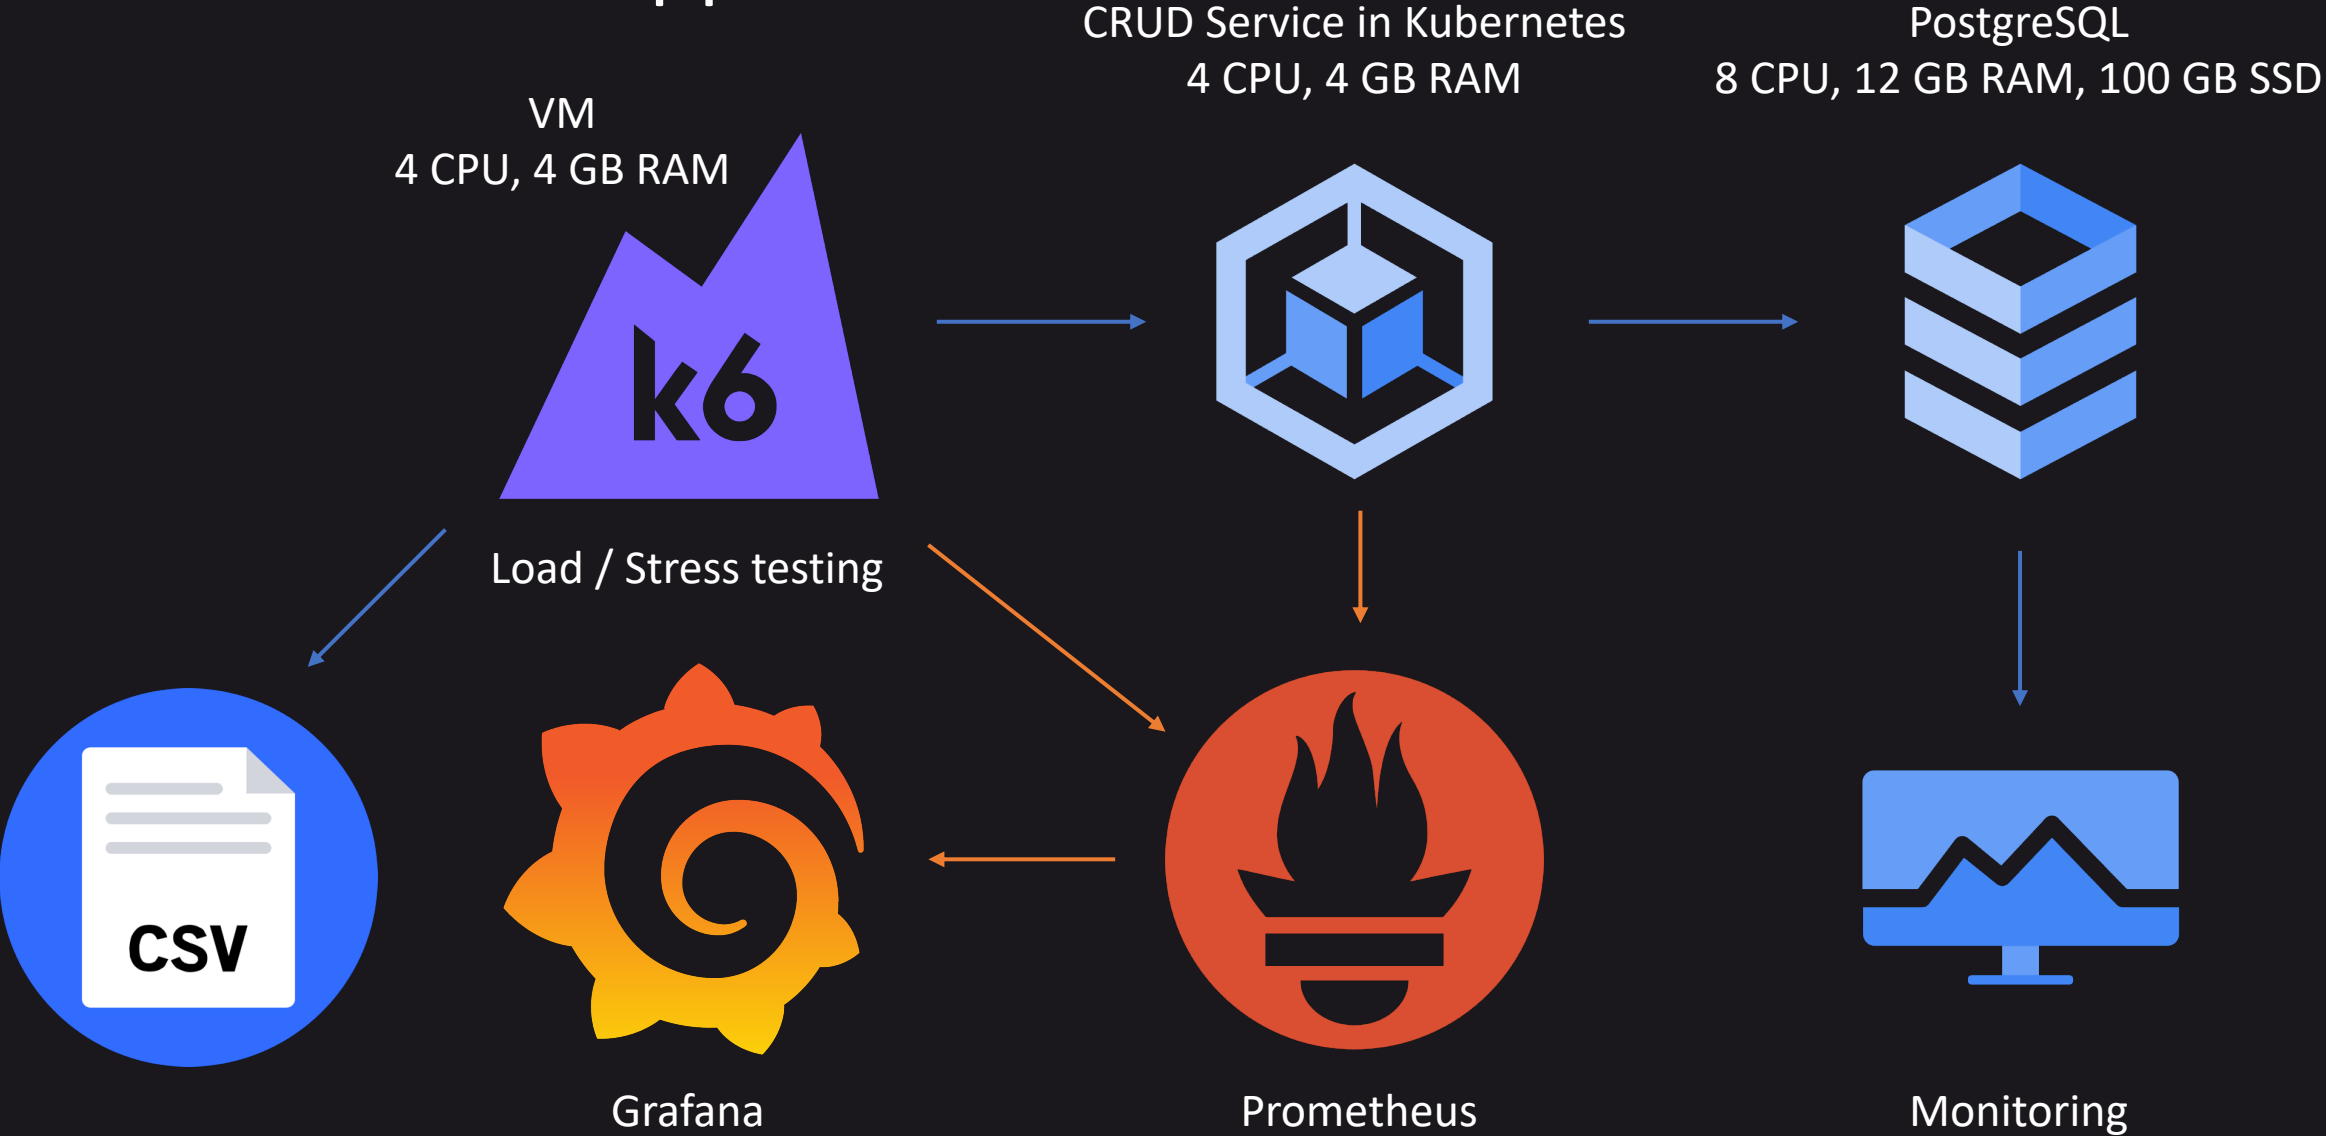 CRUD Service in Kubernetes
4 CPU, 4 GB RAM
PostgreSQL
8 CPU, 12 GB RAM, 100 GB SSD
VM
4 CPU, 4 GB RAM
k6
Load / Stress testing
CSV
Grafana
Prometheus
Monitoring